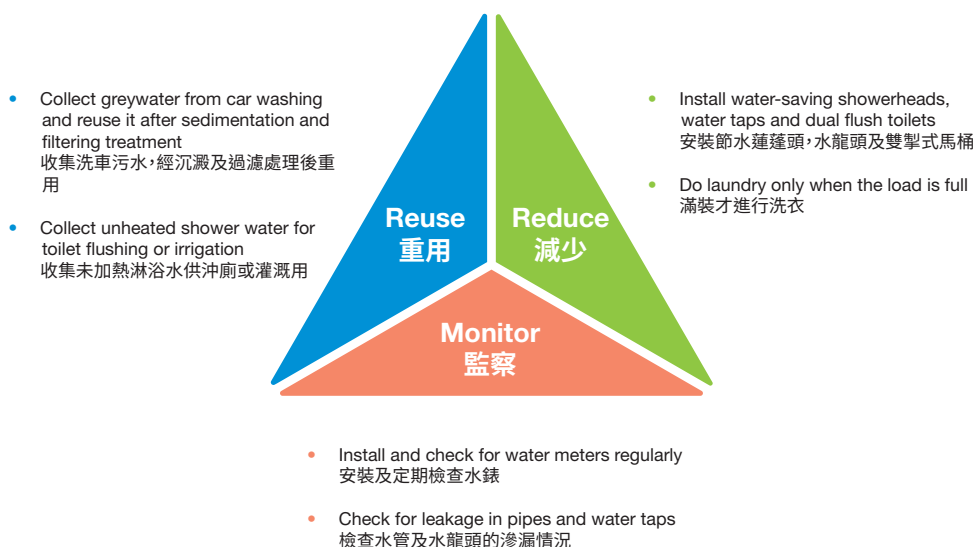 • Collect greywater from car washing
and reuse it after sedimentation and
filtering treatment
收集洗車污水，經沉澱及過濾處理後重
用
• Collect unheated shower water for
toilet flushing or irrigation
收集未加熱淋浴水供沖廁或灌溉用
Reuse
重用
Reduce
減少
• Install water-saving showerheads,
water taps and dual flush toilets
安裝節水蓮蓬頭，水龍頭及雙掣式馬桶
• Do laundry only when the load is full
滿裝才進行洗衣
Monitor
監察
• Install and check for water meters regularly
安裝及定期檢查水錶
• Check for leakage in pipes and water taps
檢查水管及水龍頭的滲漏情況